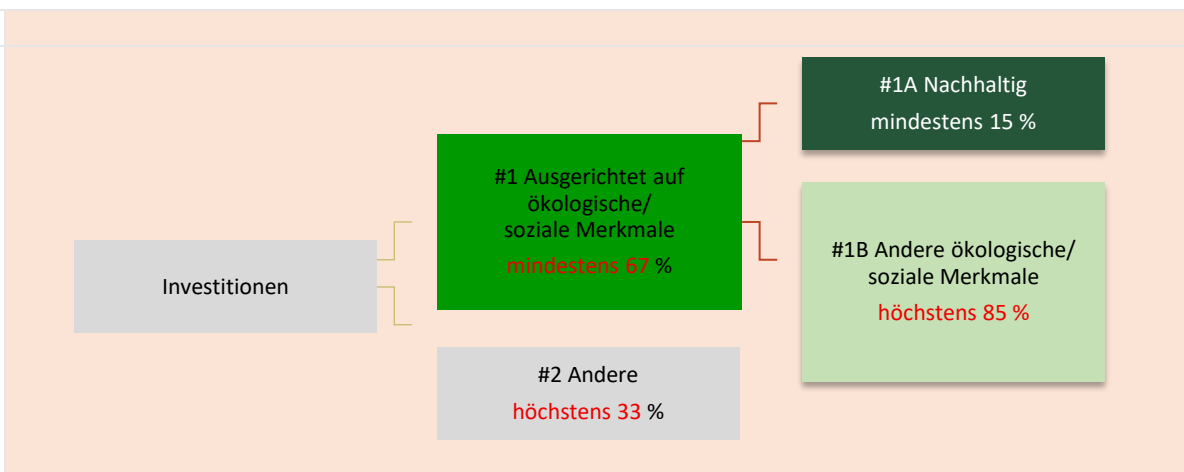 Investitionen
#1 Ausgerichtet auf
ökologische/
soziale Merkmale
mindestens 67 %
#2 Andere
höchstens 33 %
#1A Nachhaltig
mindestens 15 %
#1B Andere ökologische/
soziale Merkmale
höchstens 85 %